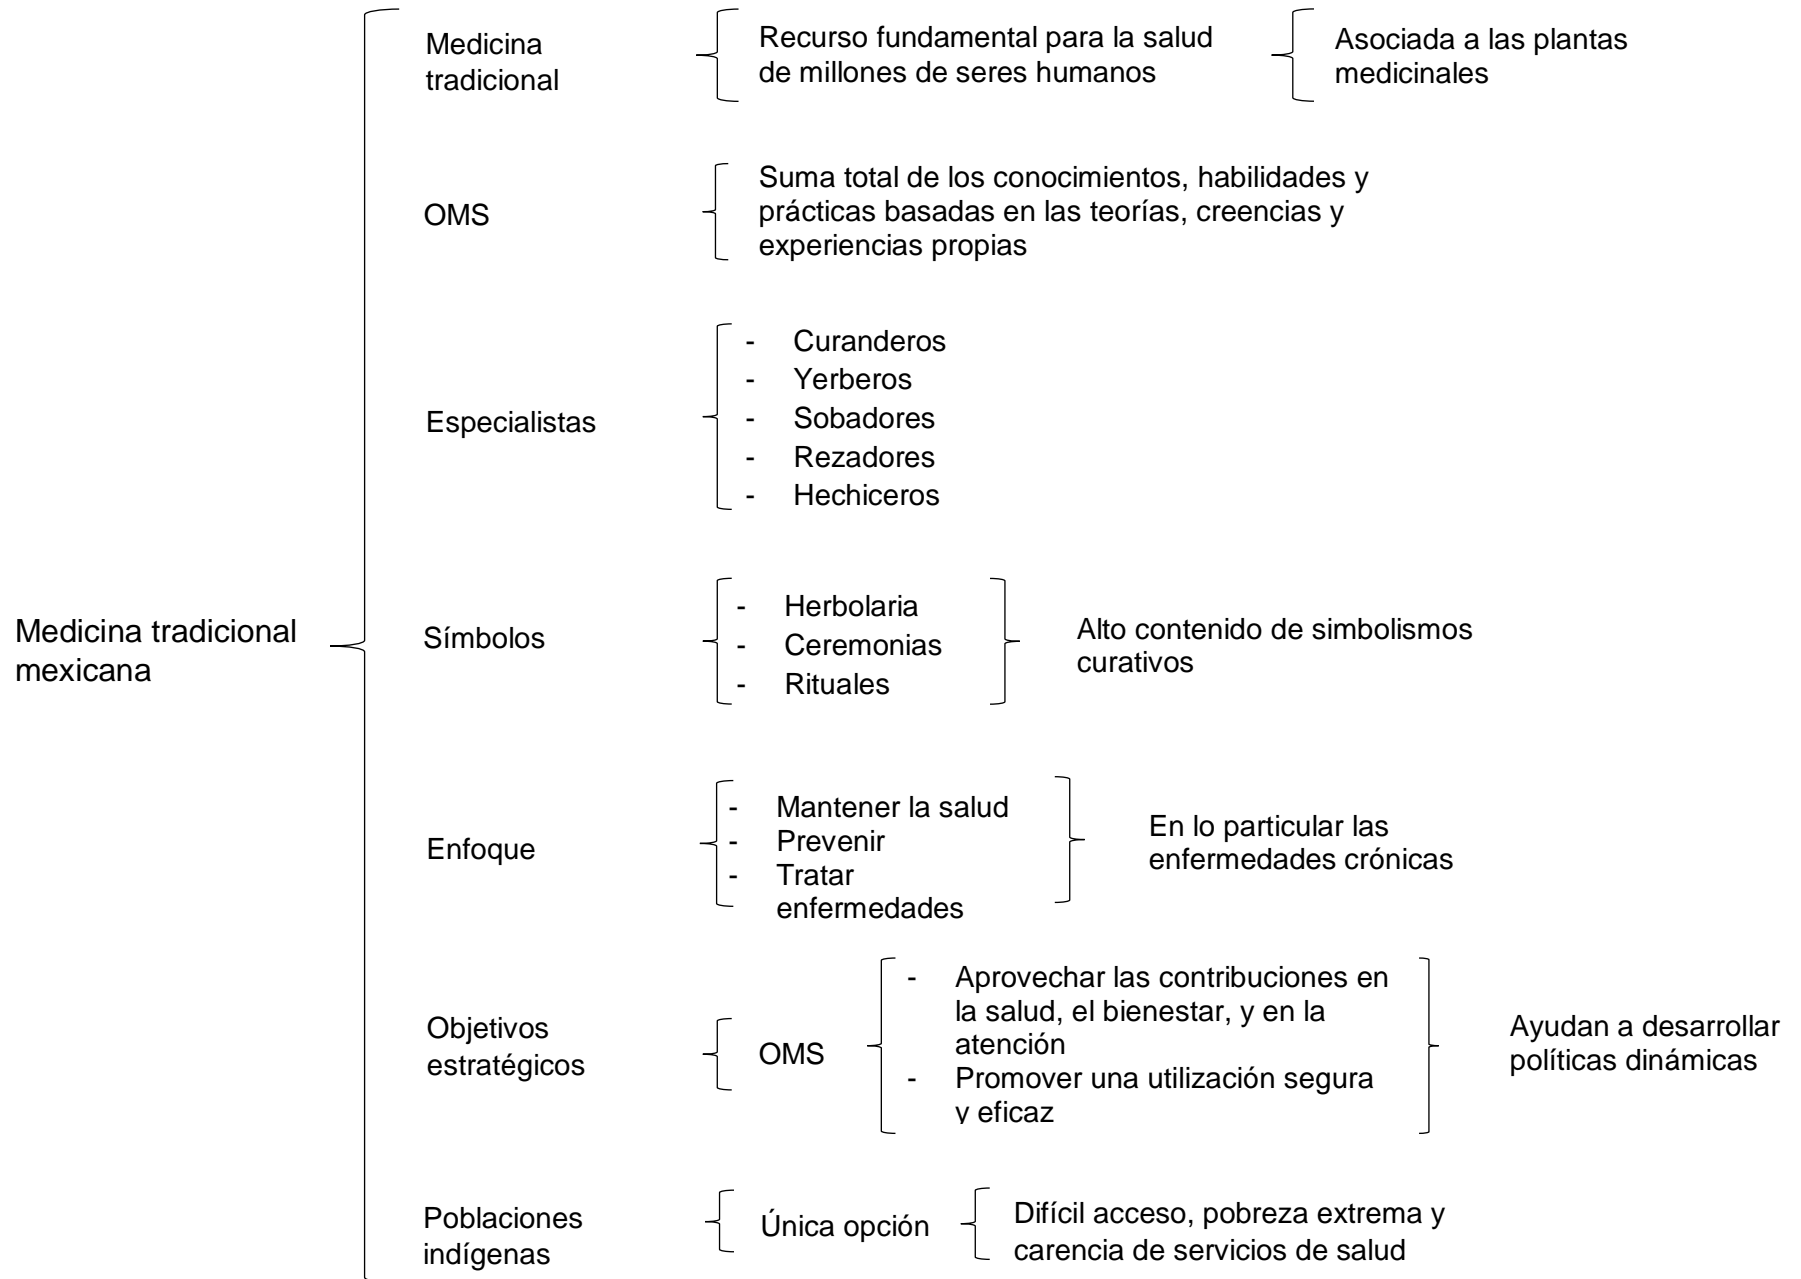 Medicina tradicional
mexicana
Medicina
tradicional
Recurso fundamental para la salud
de millones de seres humanos
Asociada a las plantas
medicinales
OMS
Suma total de los conocimientos, habilidades y
prácticas basadas en las teorías, creencias y
experiencias propias
Especialistas
- Curanderos
- Yerberos
- Sobadores
- Rezadores
- Hechiceros
Símbolos
- Herbolaria
- Ceremonias
- Rituales
Alto contenido de simbolismos
curativos
Enfoque
- Mantener la salud
- Prevenir
- Tratar
enfermedades
En lo particular las
enfermedades crónicas
Objetivos
estratégicos
OMS
- Aprovechar las contribuciones en
la salud, el bienestar, y en la
atención
- Promover una utilización segura
y eficaz
Ayudan a desarrollar
políticas dinámicas
Poblaciones
indígenas
Única opción
Difícil acceso, pobreza extrema y
carencia de servicios de salud